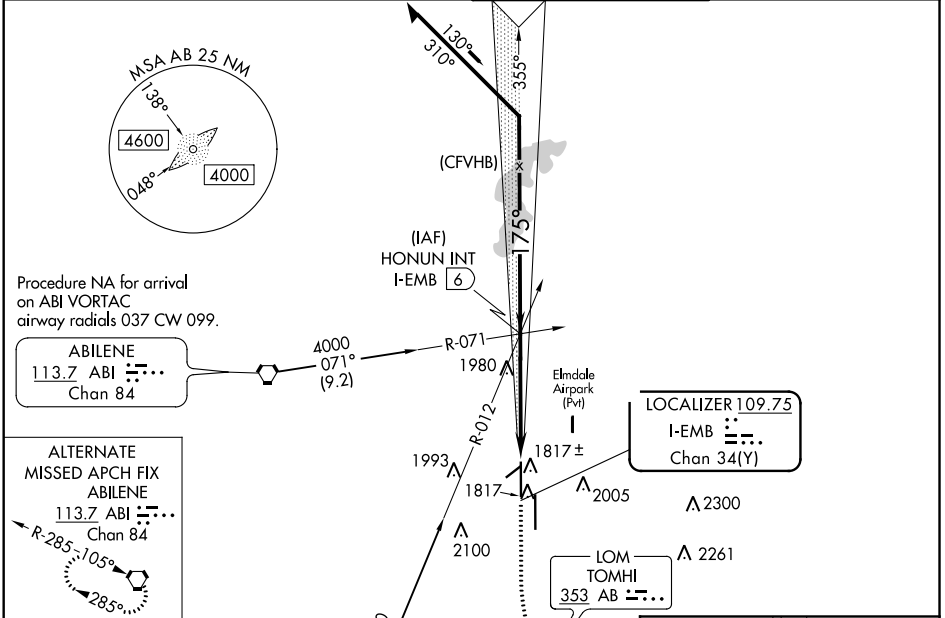 MSA AB 25 NM
138°
4600
048°
4000
130°
310°
355°
(CFVHB)
x
175°
(IAF)
HONUN INT
I-EMB 6
Procedure NA for arrival
on ABI VORTAC
airway radials 037 CW 099.
ABILENE
113.7 ABI
Chan 84
4000
071°
(9.2)
R-071
1980
R-012
Elmdale
Airpark
(Pvt)
LOCALIZER 109.75
I-EMB
Chan 34(Y)
1993
1817 ±
1817
2005
2300
2100
2261
ALTERNATE
MISSED APCH FIX
ABILENE
113.7 ABI
Chan 84
R-285
105°
285°
LOM
TOMHI
353 AB